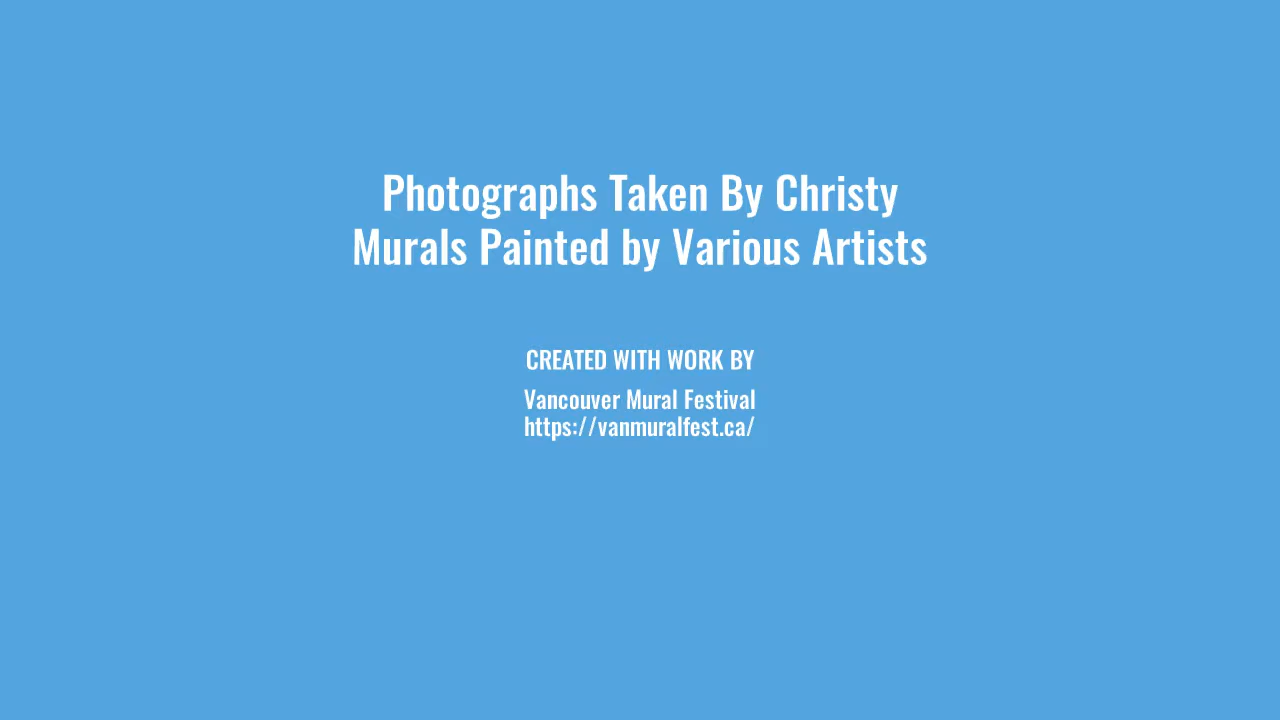 Photographs Taken By Christy
Murals Painted by Various Artists
CREATED WITH WORK BY
Vancouver Mural Festival
https://vanmuralfest.ca/